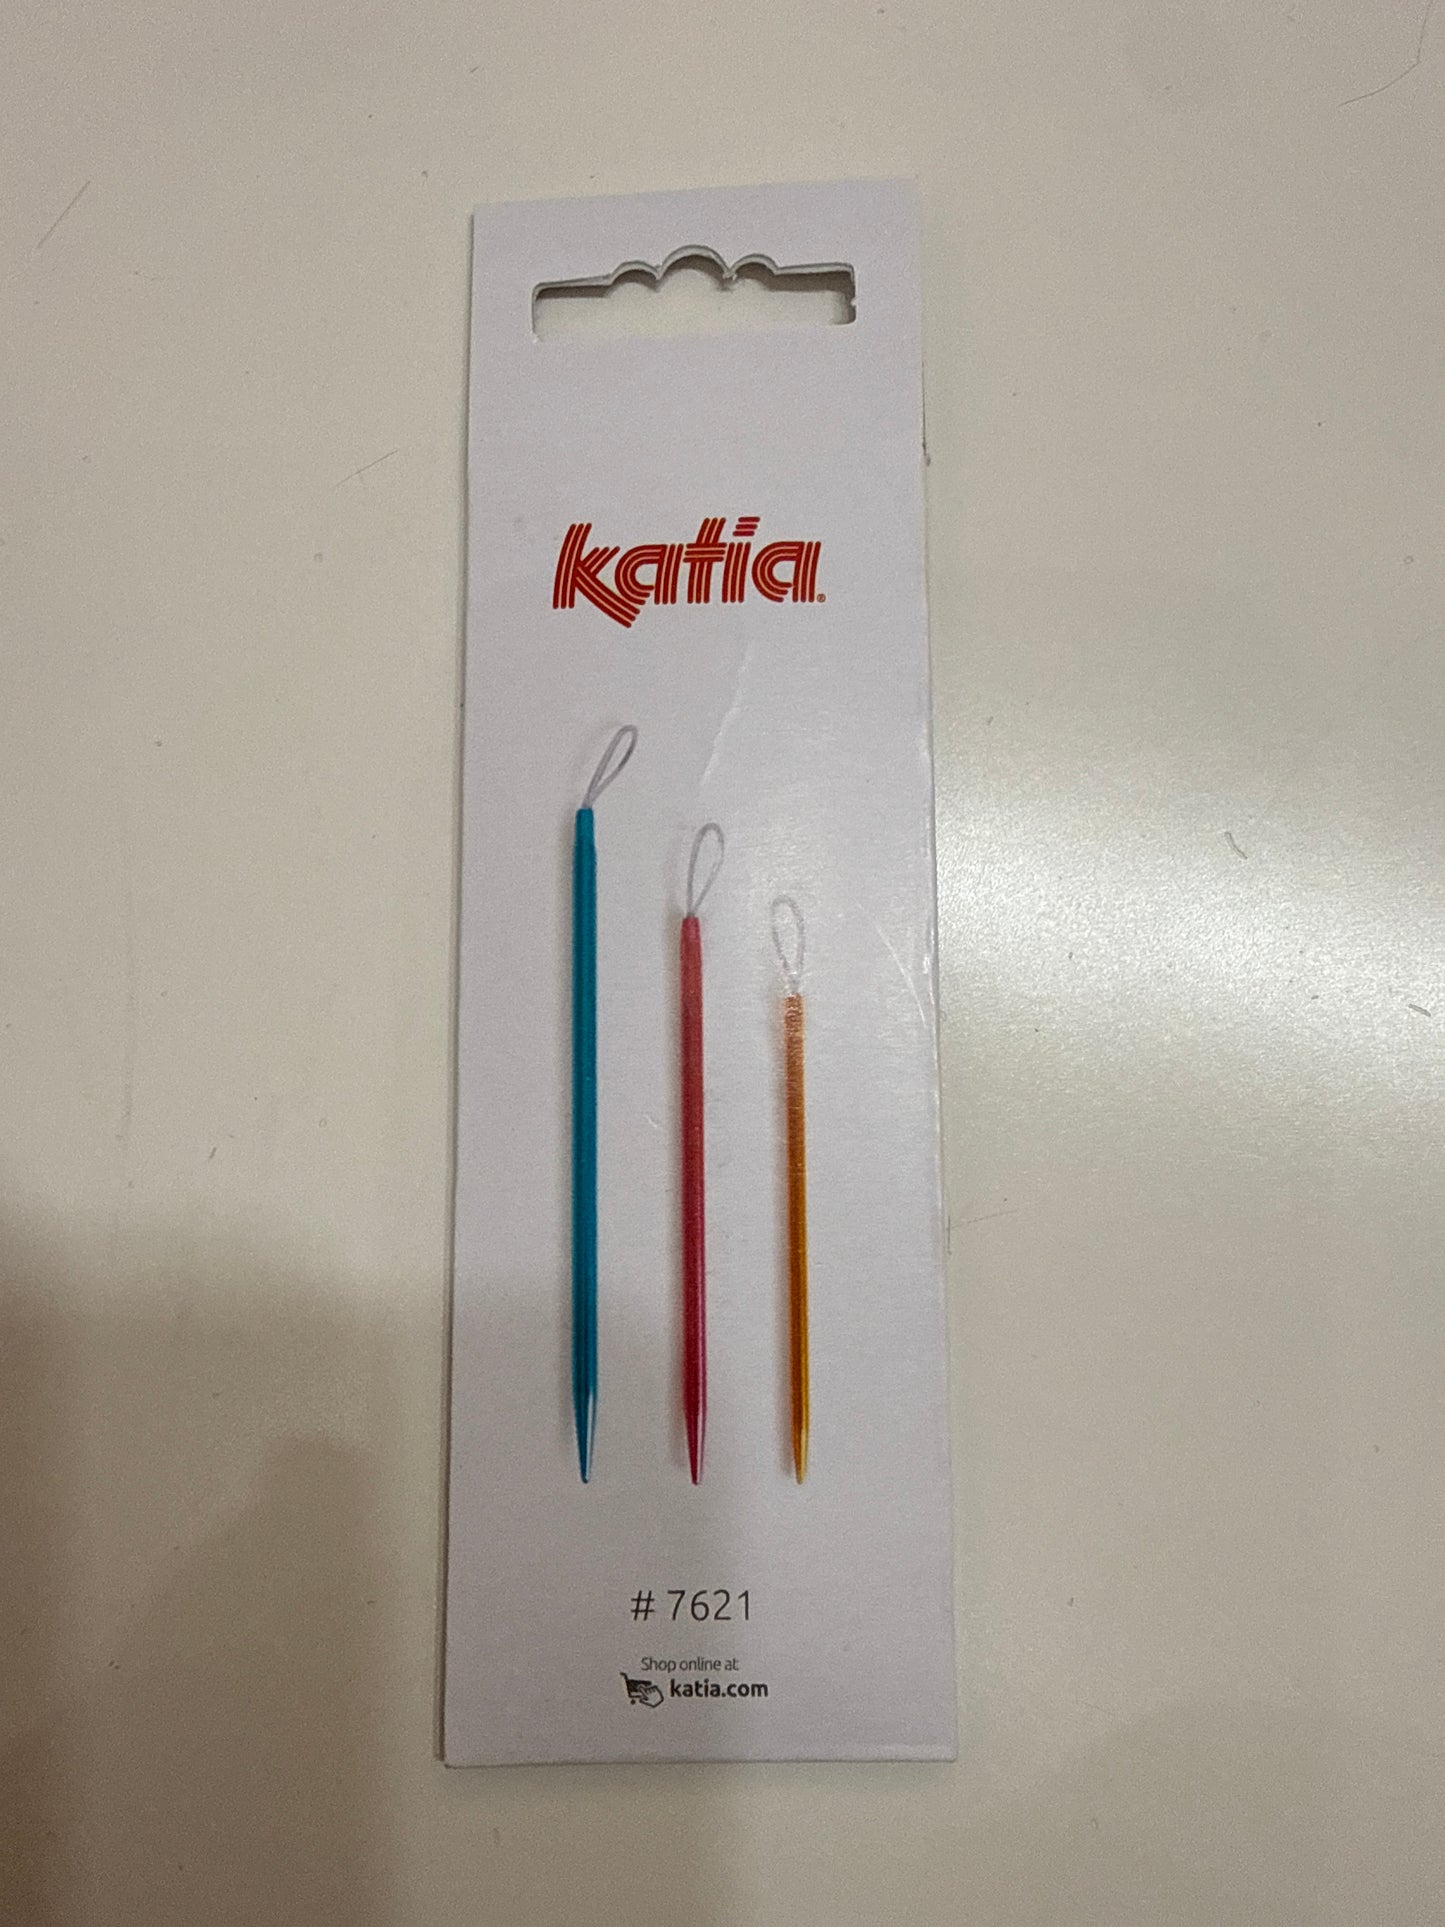 katia®
# 7621
Shop online at
katia.com